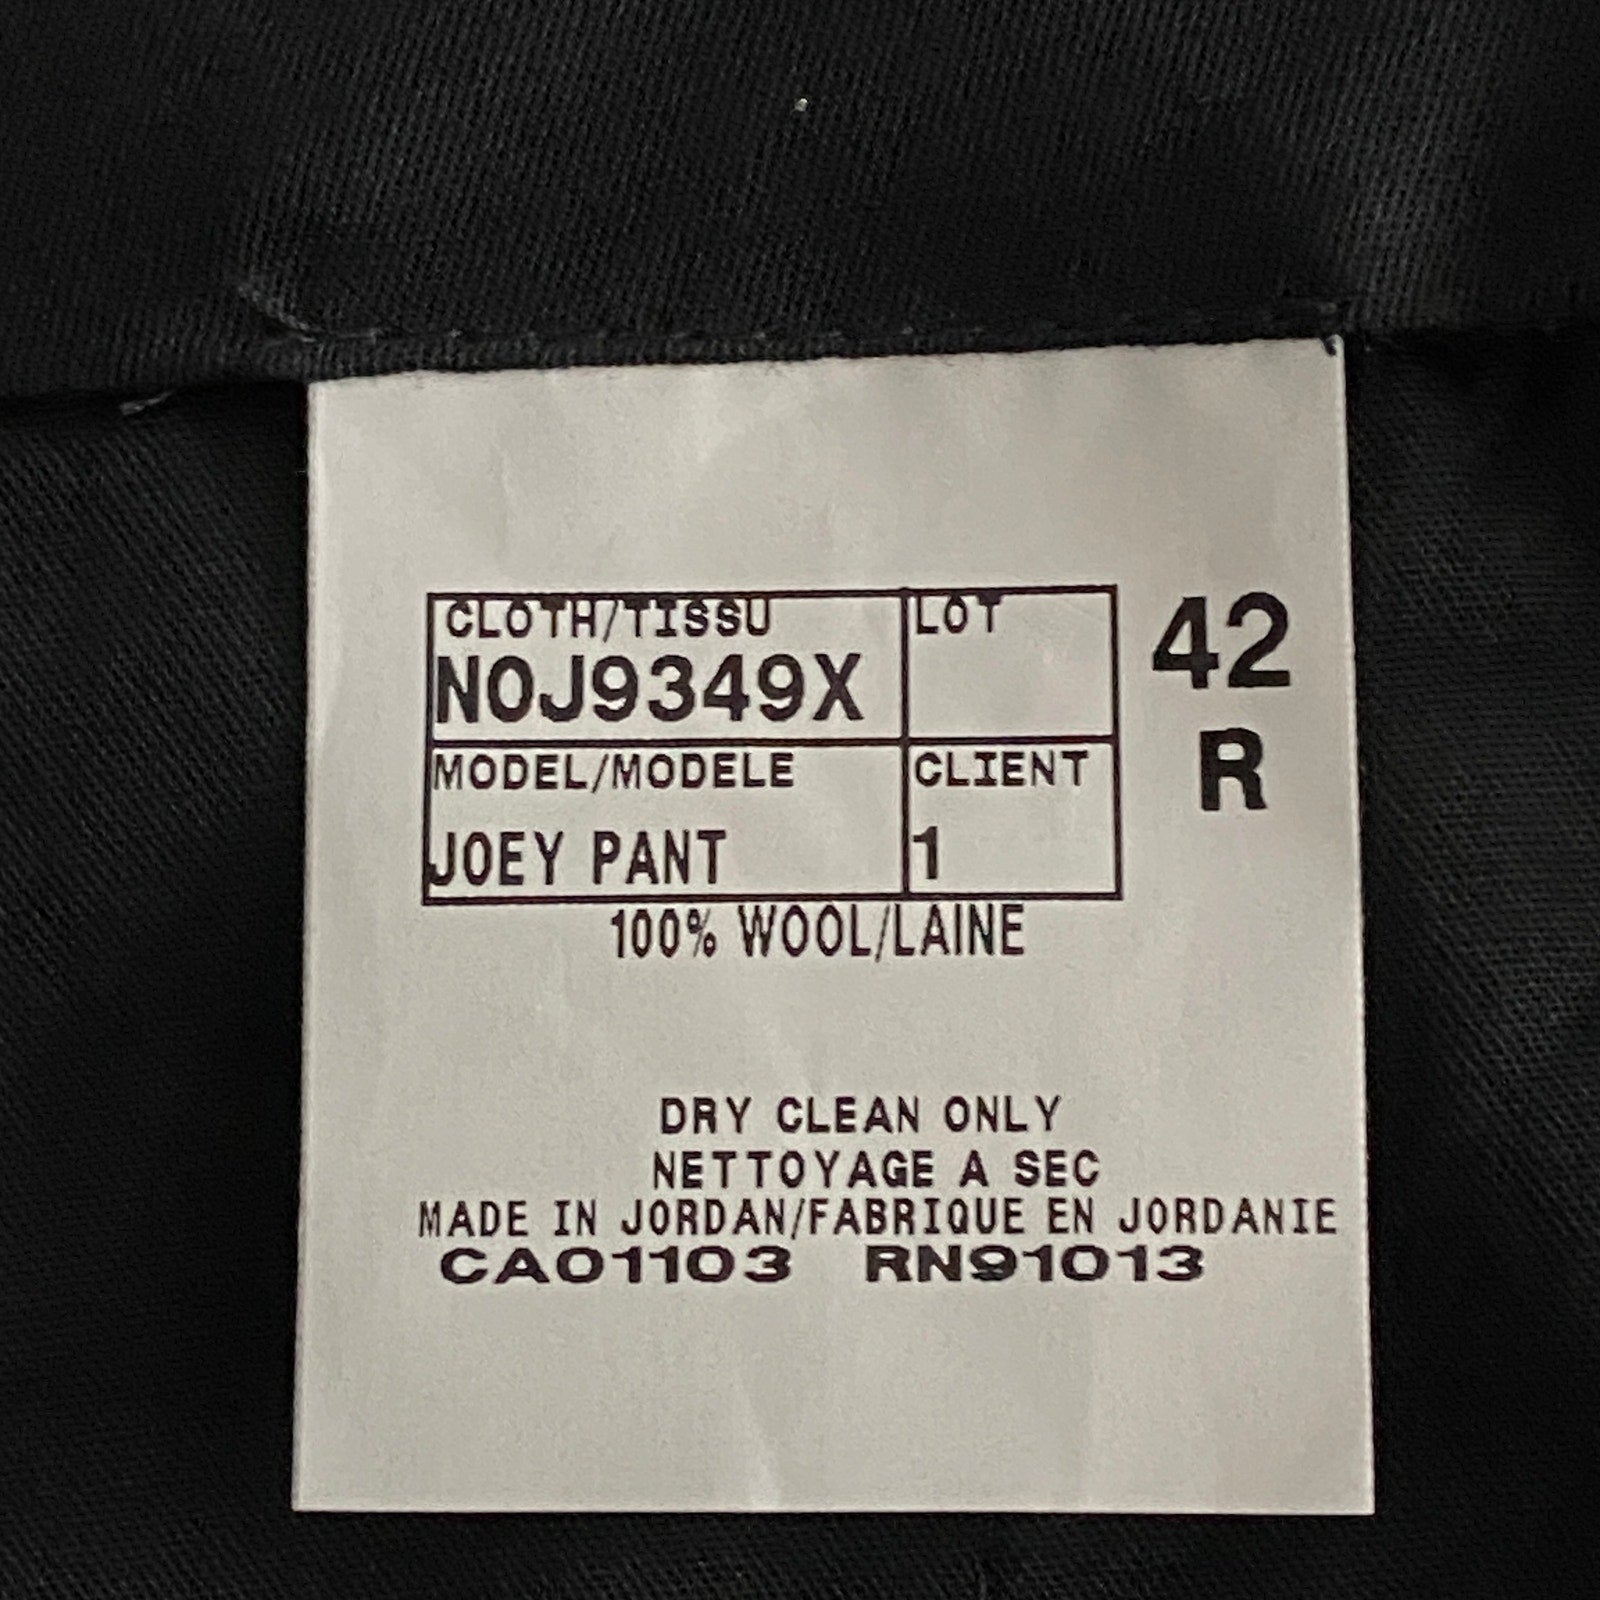 CLOTH/TISSU LOT 42
NOJ9349X
MODEL/MODELE CLIENT R
JOEY PANT 1
100% WOOL/LAINE
DRY CLEAN ONLY
NETTOYAGE A SEC
MADE IN JORDAN/FABRIQUE EN JORDANIE
CA01103 RN91013